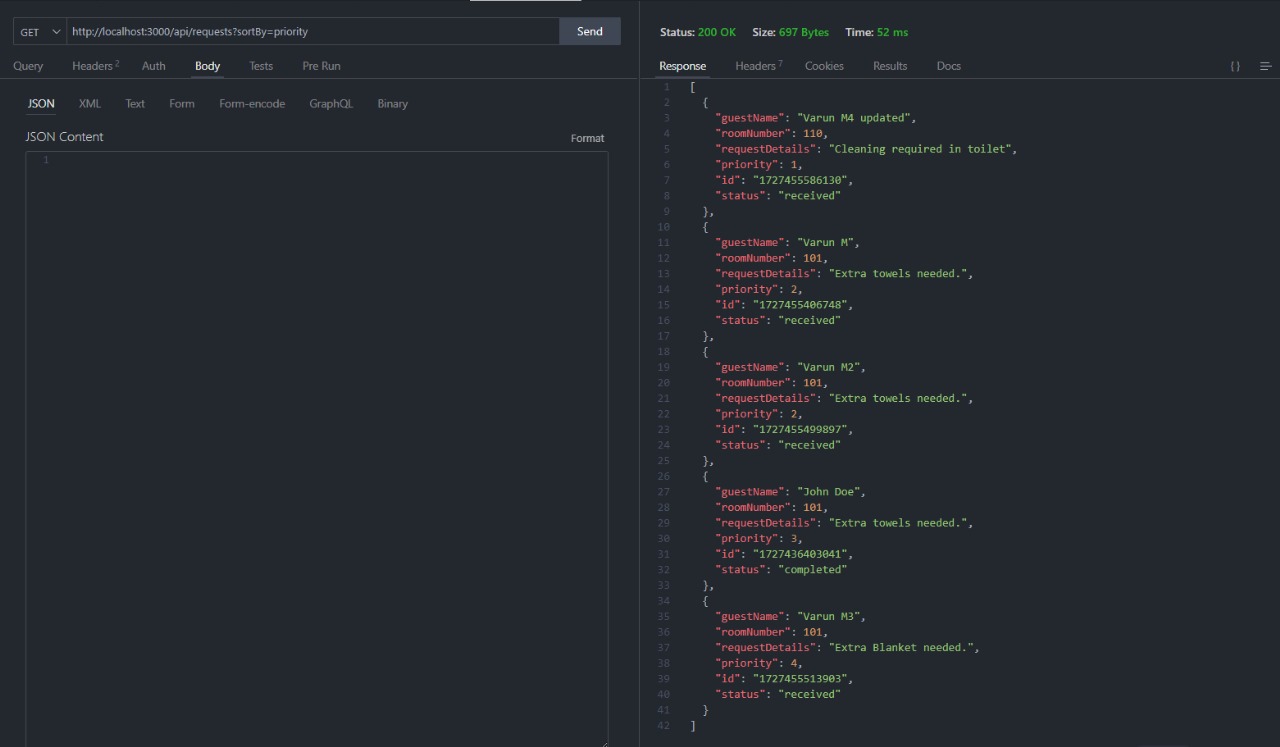 GET http://localhost:3000/api/requests?sortBy=priority Send
Query Headers 2 Auth Body Tests Pre Run
JSON XML Text Form Form-encode GraphQL Binary
JSON Content Format
1
Status: 200 OK Size: 697 Bytes Time: 52 ms
Response Headers 7 Cookies Results Docs {}
1 [
2 {
3 "guestName": "Varun M4 updated",
4 "roomNumber": 110,
5 "requestDetails": "Cleaning required in toilet",
6 "priority": 1,
7 "id": "1727455586130",
8 "status": "received"
9 },
10 {
11 "guestName": "Varun M",
12 "roomNumber": 101,
13 "requestDetails": "Extra towels needed.",
14 "priority": 2,
15 "id": "1727455406748",
16 "status": "received"
17 },
18 {
19 "guestName": "Varun M2",
20 "roomNumber": 101,
21 "requestDetails": "Extra towels needed.",
22 "priority": 2,
23 "id": "1727455499897",
24 "status": "received"
25 },
26 {
27 "guestName": "John Doe",
28 "roomNumber": 101,
29 "requestDetails": "Extra towels needed.",
30 "priority": 3,
31 "id": "1727436403041",
32 "status": "completed"
33 },
34 {
35 "guestName": "Varun M3",
36 "roomNumber": 101,
37 "requestDetails": "Extra Blanket needed.",
38 "priority": 4,
39 "id": "1727455513903",
40 "status": "received"
41 }
42 ]